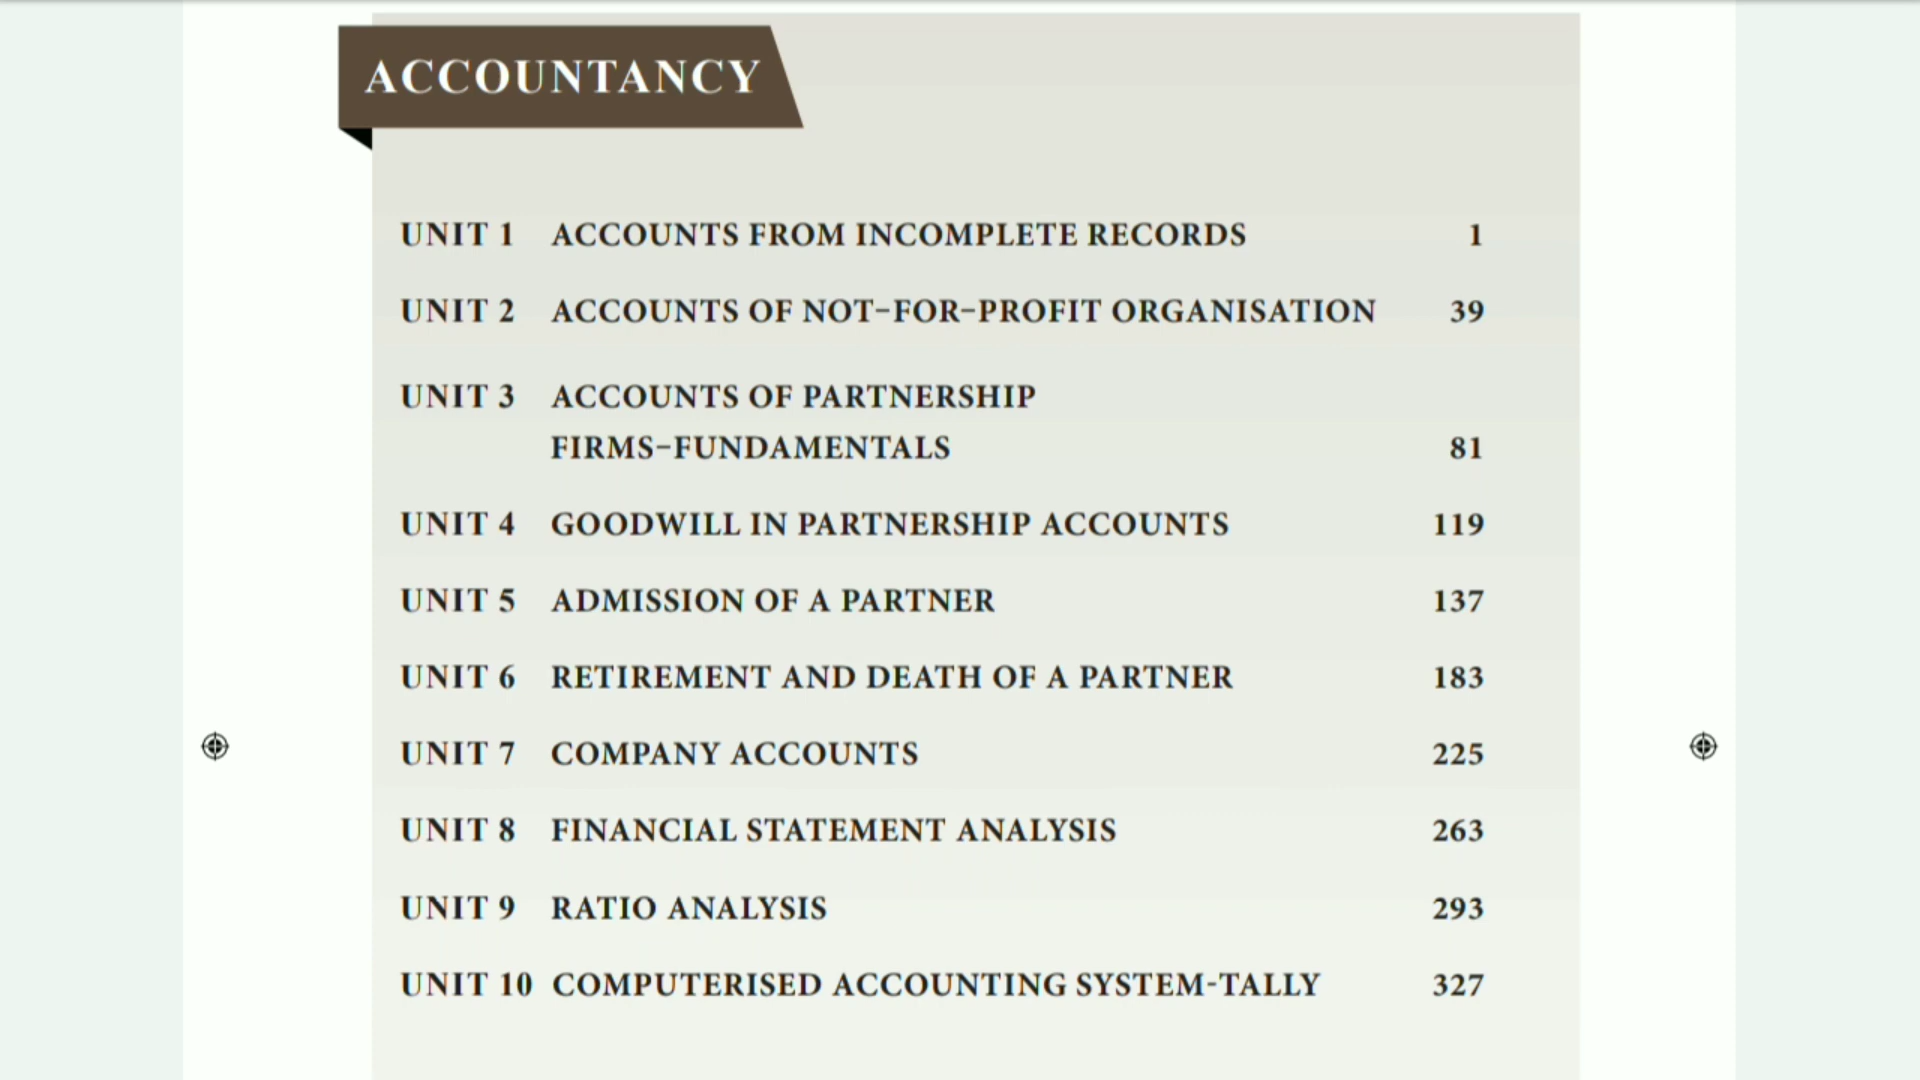 ACCOUNTANCY
UNIT 1 ACCOUNTS FROM INCOMPLETE RECORDS 1
UNIT 2 ACCOUNTS OF NOT–FOR–PROFIT ORGANISATION 39
UNIT 3 ACCOUNTS OF PARTNERSHIP
FIRMS–FUNDAMENTALS 81
UNIT 4 GOODWILL IN PARTNERSHIP ACCOUNTS 119
UNIT 5 ADMISSION OF A PARTNER 137
UNIT 6 RETIREMENT AND DEATH OF A PARTNER 183
UNIT 7 COMPANY ACCOUNTS 225
UNIT 8 FINANCIAL STATEMENT ANALYSIS 263
UNIT 9 RATIO ANALYSIS 293
UNIT 10 COMPUTERISED ACCOUNTING SYSTEM-TALLY 327